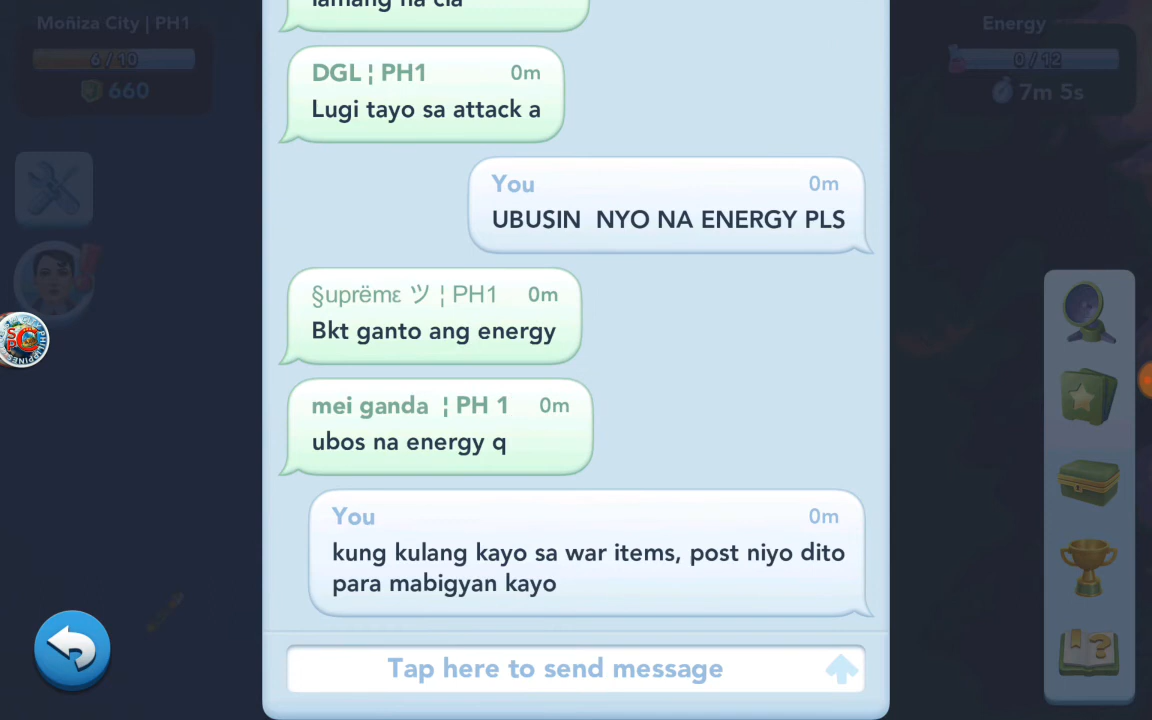 Moñiza City | PH1
6/10
660
Energy
0/12
7m 5s
lamang na cla
DGL ¦ PH1 0m
Lugi tayo sa attack a
You 0m
UBUSIN NYO NA ENERGY PLS
§uprëmε ツ ¦ PH1 0m
Bkt ganto ang energy
mei ganda ¦ PH 1 0m
ubos na energy q
You 0m
kung kulang kayo sa war items, post niyo dito
para mabigyan kayo
Tap here to send message